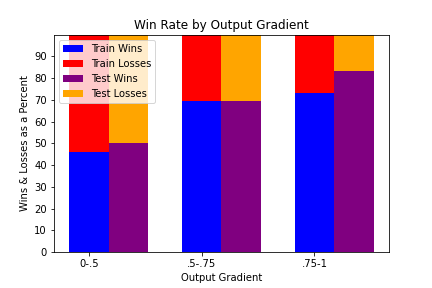 Win Rate by Output Gradient
Train Wins
Train Losses
Test Wins
Test Losses
Wins & Losses as a Percent
90
80
70
60
50
40
30
20
10
0
0-.5
.5-.75
.75-1
Output Gradient